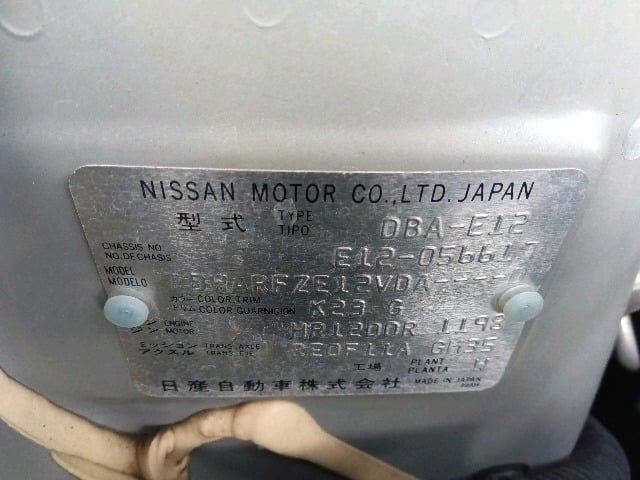 NISSAN MOTOR CO.,LTD. JAPAN
型式 TYPE TIPO DBA-E12
CHASSIS NO. NO.DE CHASIS E12-056617
MODEL MODELO
カラー トリム COLOR,TRIM COLOR,GUARNICION K23 G
エンジン ENGINE MOTOR HR12DDR 1198
ミッション アクスル TRANS.AXLE TRANS.EJE RE0F11A GH35
工場 PLANT PLANTA
日産自動車株式会社 MADE IN JAPAN